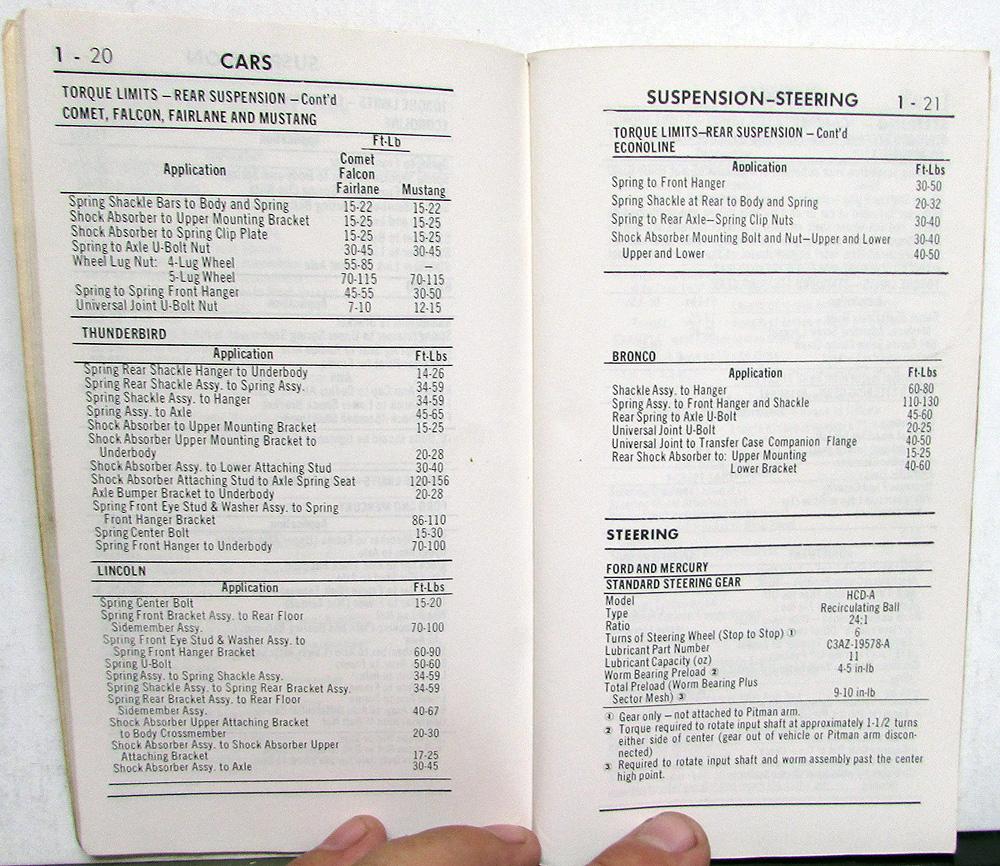 1 - 20 CARS
TORQUE LIMITS – REAR SUSPENSION – Cont'd
COMET, FALCON, FAIRLANE AND MUSTANG
Ft-Lb
Application Comet Falcon Fairlane Mustang
Spring Shackle Bars to Body and Spring 15-22 15-22
Shock Absorber to Upper Mounting Bracket 15-25 15-25
Shock Absorber to Spring Clip Plate 15-25 15-25
Spring to Axle U-Bolt Nut 30-45 30-45
Wheel Lug Nut: 4-Lug Wheel 55-85 –
5-Lug Wheel 70-115 70-115
Spring to Spring Front Hanger 45-55 30-50
Universal Joint U-Bolt Nut 7-10 12-15
THUNDERBIRD
Application Ft-Lbs
Spring Rear Shackle Hanger to Underbody 14-26
Spring Rear Shackle Assy. to Spring Assy. 34-59
Spring Shackle Assy. to Hanger 34-59
Spring Assy. to Axle 45-65
Shock Absorber to Upper Mounting Bracket 15-25
Shock Absorber Upper Mounting Bracket to
Underbody 20-28
Shock Absorber Assy. to Lower Attaching Stud 30-40
Shock Absorber Attaching Stud to Axle Spring Seat 120-156
Axle Bumper Bracket to Underbody 20-28
Spring Front Eye Stud & Washer Assy. to Spring
Front Hanger Bracket 86-110
Spring Center Bolt 15-30
Spring Front Hanger to Underbody 70-100
LINCOLN
Application Ft-Lbs
Spring Center Bolt 15-20
Spring Front Bracket Assy. to Rear Floor
Sidemember Assy. 70-100
Spring Front Eye Stud & Washer Assy. to
Spring Front Hanger Bracket 60-90
Spring U-Bolt 50-60
Spring Assy. to Spring Shackle Assy. 34-59
Spring Shackle Assy. to Spring Rear Bracket Assy. 34-59
Spring Rear Bracket Assy. to Rear Floor
Sidemember Assy. 40-67
Shock Absorber Upper Attaching Bracket
to Body Crossmember 20-30
Shock Absorber Assy. to Shock Absorber Upper
Attaching Bracket 17-25
Shock Absorber Assy. to Axle 30-45
SUSPENSION–STEERING 1 - 21
TORQUE LIMITS–REAR SUSPENSION – Cont'd
ECONOLINE
Application Ft-Lbs
Spring to Front Hanger 30-50
Spring Shackle at Rear to Body and Spring 20-32
Spring to Rear Axle–Spring Clip Nuts 30-40
Shock Absorber Mounting Bolt and Nut–Upper and Lower 30-40
Upper and Lower 40-50
BRONCO
Application Ft-Lbs
Shackle Assy. to Hanger 60-80
Spring Assy. to Front Hanger and Shackle 110-130
Rear Spring to Axle U-Bolt 45-60
Universal Joint U-Bolt 20-25
Universal Joint to Transfer Case Companion Flange 40-50
Rear Shock Absorber to: Upper Mounting 15-25
Lower Bracket 40-60
STEERING
FORD AND MERCURY
STANDARD STEERING GEAR
Model HCD-A
Type Recirculating Ball
Ratio 24:1
Turns of Steering Wheel (Stop to Stop) ① 6
Lubricant Part Number C3AZ-19578-A
Lubricant Capacity (oz) 11
Worm Bearing Preload ② 4-5 in-lb
Total Preload (Worm Bearing Plus
Sector Mesh) ③ 9-10 in-lb
① Gear only – not attached to Pitman arm.
② Torque required to rotate input shaft at approximately 1-1/2 turns
either side of center (gear out of vehicle or Pitman arm discon-
nected)
③ Required to rotate input shaft and worm assembly past the center
high point.